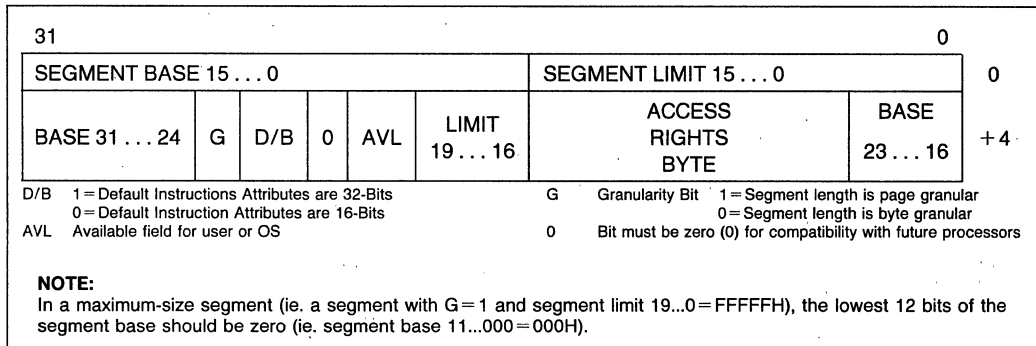 31 0
SEGMENT BASE 15 . . . 0 SEGMENT LIMIT 15 . . . 0 0
BASE 31 . . . 24 G D/B 0 AVL LIMIT 19 . . . 16 ACCESS RIGHTS BYTE BASE 23 . . . 16 +4
D/B 1=Default Instructions Attributes are 32-Bits
0=Default Instruction Attributes are 16-Bits
AVL Available field for user or OS
G Granularity Bit 1=Segment length is page granular
0=Segment length is byte granular
0 Bit must be zero (0) for compatibility with future processors
NOTE:
In a maximum-size segment (ie. a segment with G=1 and segment limit 19...0=FFFFFH), the lowest 12 bits of the
segment base should be zero (ie. segment base 11...000=000H).